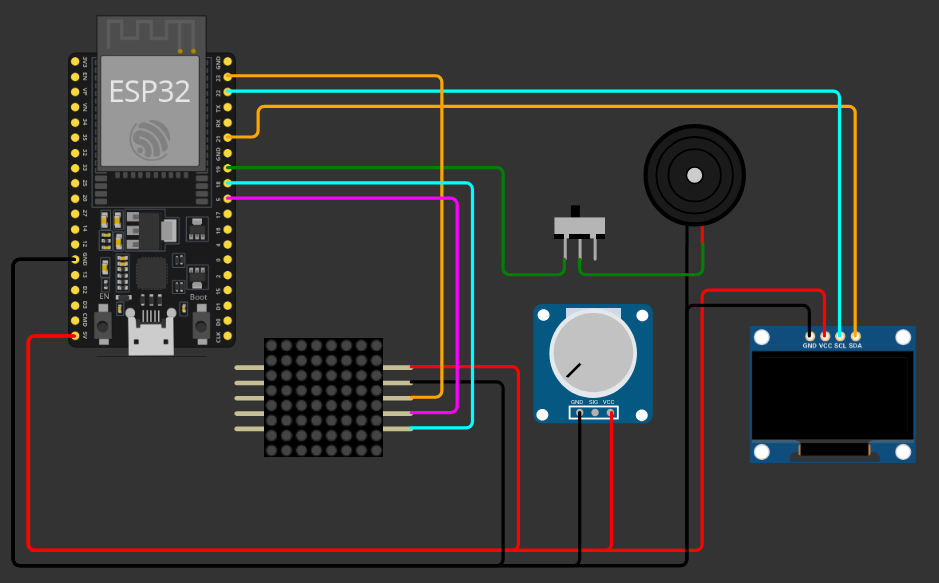 ESP32
3V3
EN
VP
VN
34
35
32
33
25
26
27
14
12
GND
13
D2
D3
CMD
5V
GND
23
22
TX
RX
21
GND
19
18
5
17
16
4
0
2
15
D1
D0
CLK
EN
Boot
GND SIG VCC
GND VCC SCL SDA